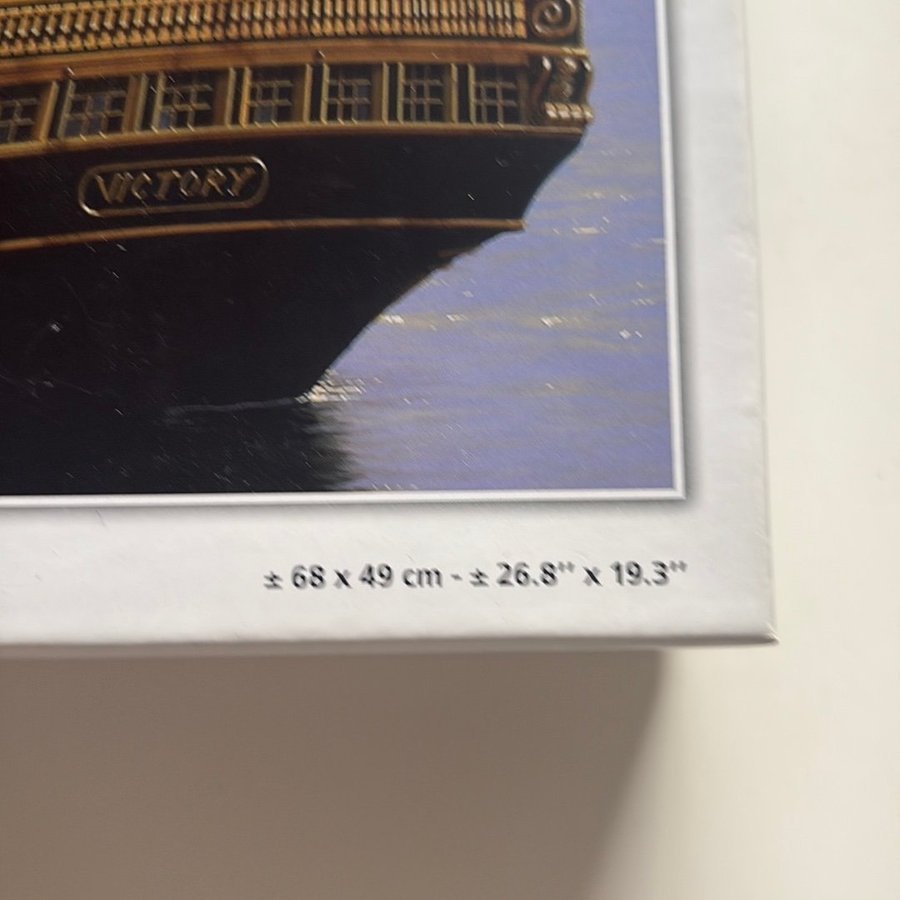 VICTORY
± 68 x 49 cm - ± 26.8’’ x 19.3’’